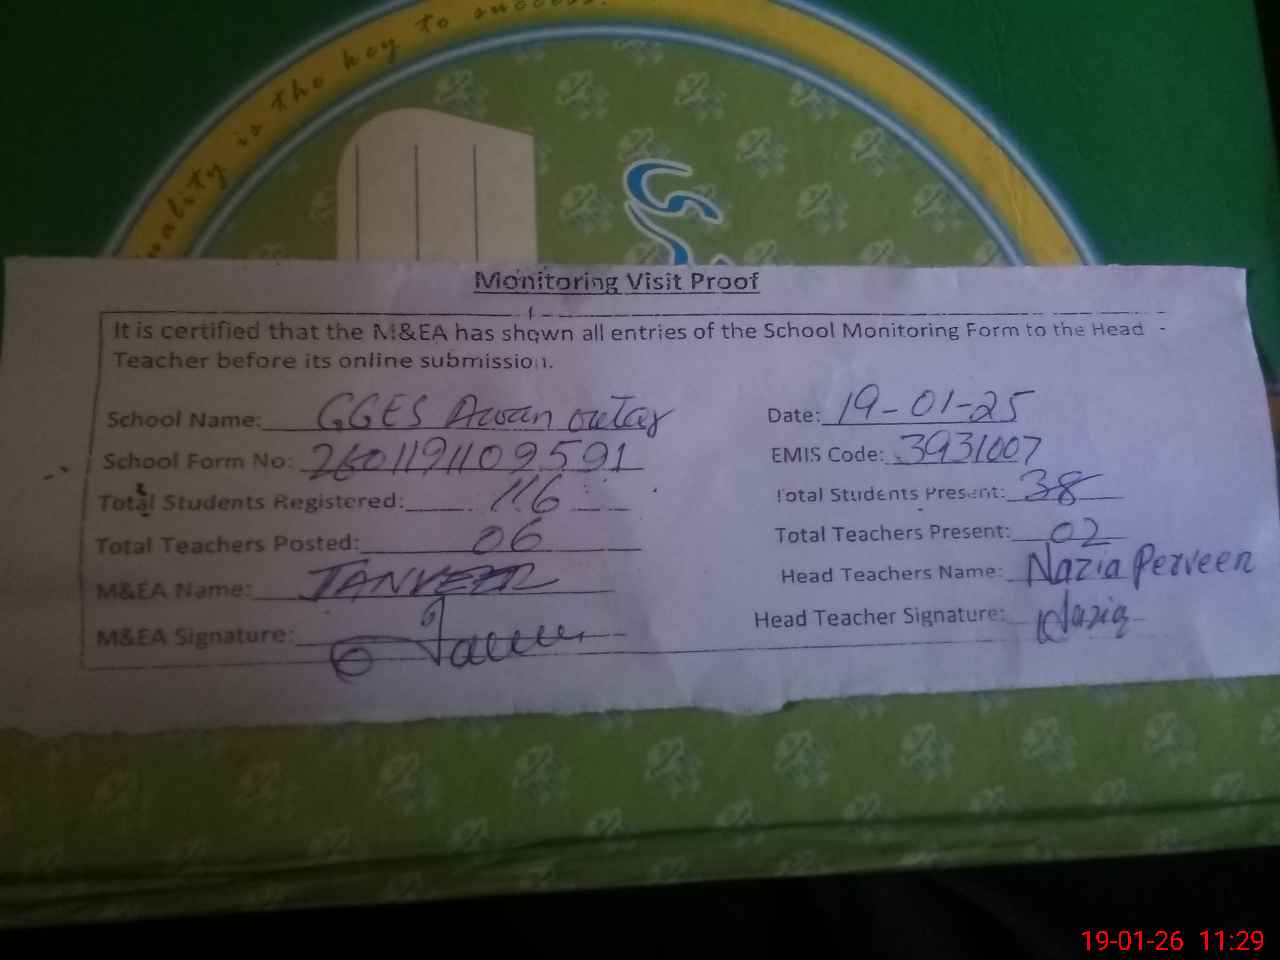 uality is the key to success.
Monitoring Visit Proof
It is certified that the M&EA has shown all entries of the School Monitoring Form to the Head
Teacher before its online submission.
School Name: GGES Awan Date: 19-01-25
School Form No: 2601191109591 EMIS Code: 3931007
Total Students Registered: 116 Total Students Present: 38
Total Teachers Posted: 06 Total Teachers Present: 02
M&EA Name: TANVEER Head Teachers Name: Nazia Perveen
M&EA Signature: Head Teacher Signature: Nazia
19-01-26 11:29